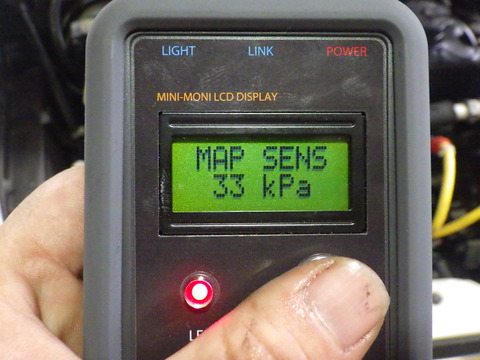 LIGHT LINK POWER
MINI-MONI LCD DISPLAY
MAP SENS
33 kPa